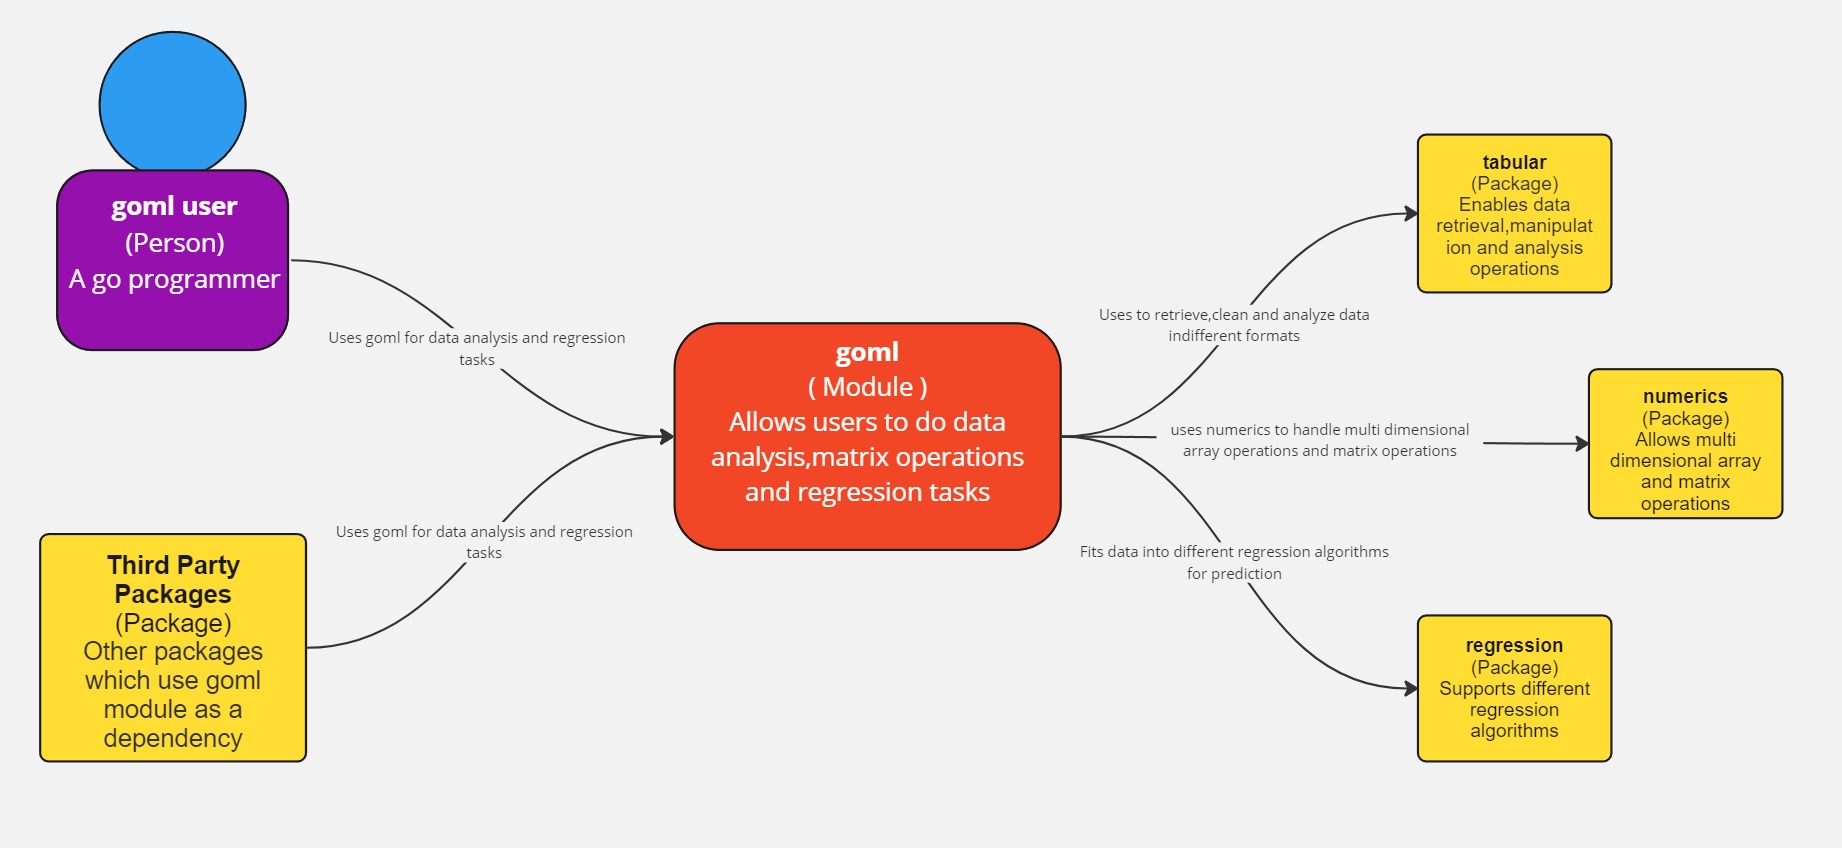 goml user
(Person)
A go programmer
Uses goml for data analysis and regression
tasks
Third Party
Packages
(Package)
Other packages
which use goml
module as a
dependency
Uses goml for data analysis and regression
tasks
goml
( Module )
Allows users to do data
analysis,matrix operations
and regression tasks
Uses to retrieve,clean and analyze data
indifferent formats
tabular
(Package)
Enables data
retrieval,manipulat
ion and analysis
operations
uses numerics to handle multi dimensional
array operations and matrix operations
numerics
(Package)
Allows multi
dimensional array
and matrix
operations
Fits data into different regression algorithms
for prediction
regression
(Package)
Supports different
regression
algorithms